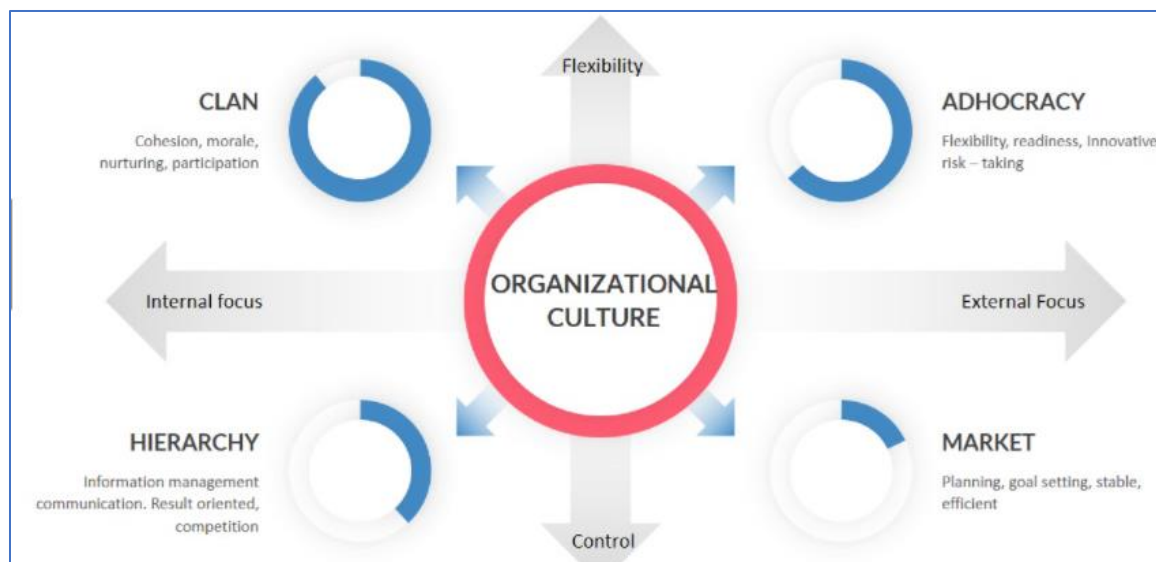 Flexibility
CLAN
Cohesion, morale,
nurturing, participation
ADHOCRACY
Flexibility, readiness, innovative
risk – taking
Internal focus
ORGANIZATIONAL
CULTURE
External Focus
HIERARCHY
Information management
communication. Result oriented,
competition
MARKET
Planning, goal setting, stable,
efficient
Control